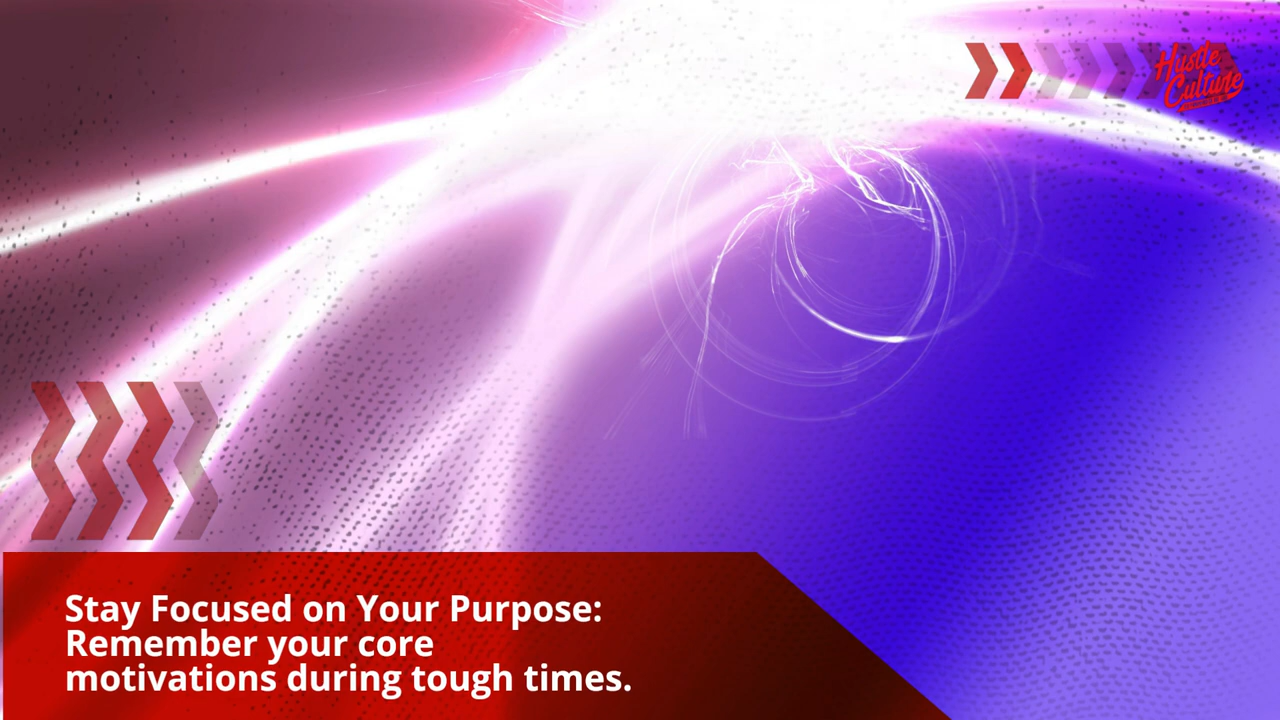 Hustle
Culture
Stay Focused on Your Purpose:
Remember your core
motivations during tough times.